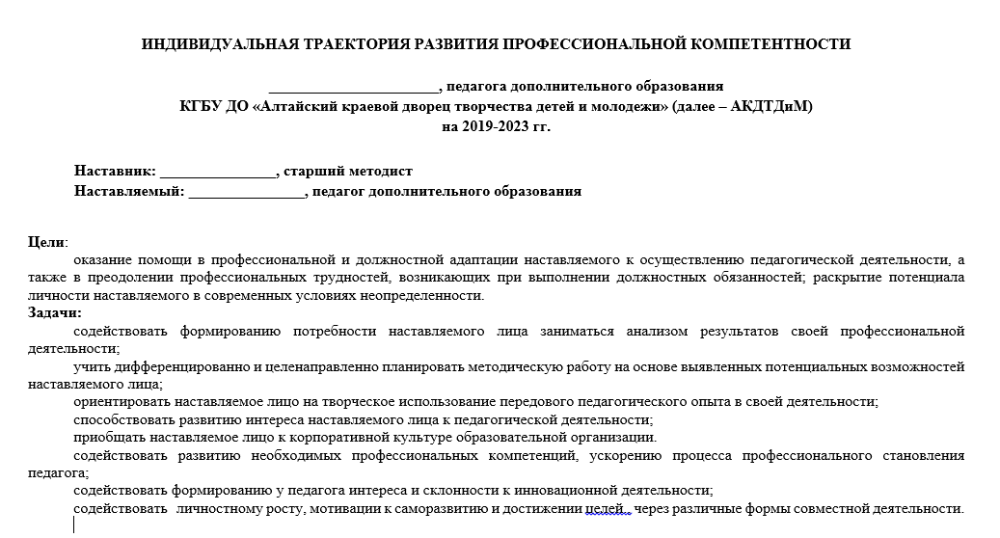 ИНДИВИДУАЛЬНАЯ ТРАЕКТОРИЯ РАЗВИТИЯ ПРОФЕССИОНАЛЬНОЙ КОМПЕТЕНТНОСТИ
______________________, педагога дополнительного образования
КГБУ ДО «Алтайский краевой дворец творчества детей и молодежи» (далее – АКДТДиМ)
на 2019-2023 гг.
Наставник: _______________, старший методист
Наставляемый: _______________, педагог дополнительного образования
Цели:
оказание помощи в профессиональной и должностной адаптации наставляемого к осуществлению педагогической деятельности, а
также в преодолении профессиональных трудностей, возникающих при выполнении должностных обязанностей; раскрытие потенциала
личности наставляемого в современных условиях неопределенности.
Задачи:
содействовать формированию потребности наставляемого лица заниматься анализом результатов своей профессиональной
деятельности;
учить дифференцированно и целенаправленно планировать методическую работу на основе выявленных потенциальных возможностей
наставляемого лица;
ориентировать наставляемое лицо на творческое использование передового педагогического опыта в своей деятельности;
способствовать развитию интереса наставляемого лица к педагогической деятельности;
приобщать наставляемое лицо к корпоративной культуре образовательной организации.
содействовать развитию необходимых профессиональных компетенций, ускорению процесса профессионального становления
педагога;
содействовать формированию у педагога интереса и склонности к инновационной деятельности;
содействовать личностному росту, мотивации к саморазвитию и достижении целей.. через различные формы совместной деятельности.